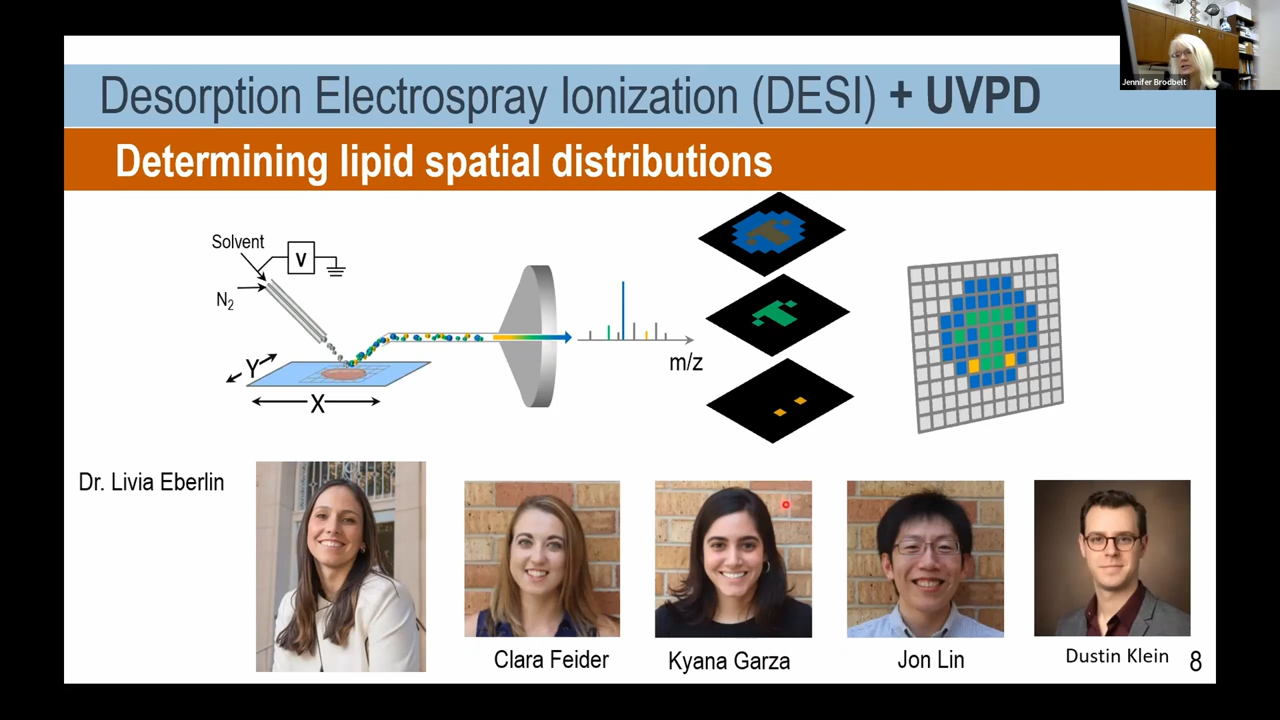 Jennifer Brodbelt
Desorption Electrospray Ionization (DESI) + UVPD
Determining lipid spatial distributions
Solvent
V
N2
Y
X
m/z
Dr. Livia Eberlin
Clara Feider
Kyana Garza
Jon Lin
Dustin Klein
8